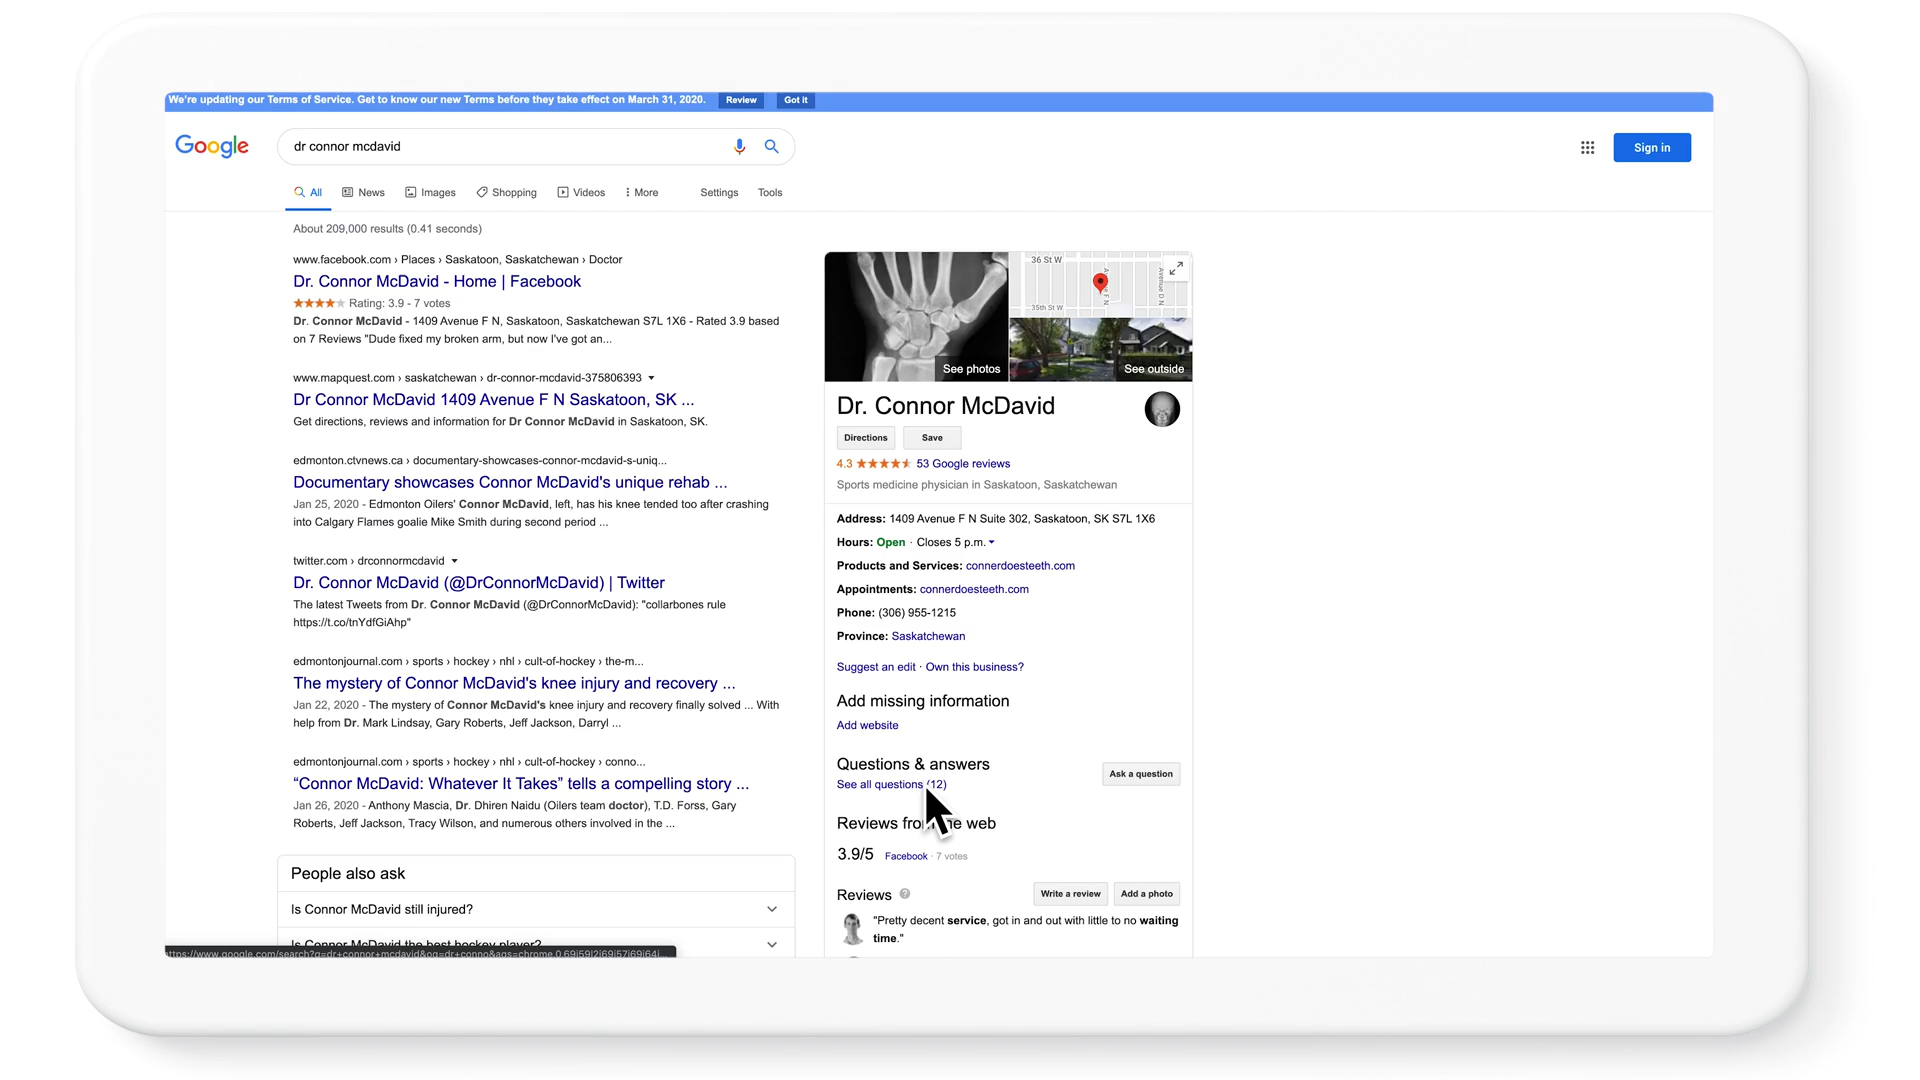 We're updating our Terms of Service. Get to know our new Terms before they take effect on March 31, 2020. Review Got it
Google
dr connor mcdavid
Sign in
All News Images Shopping Videos More Settings Tools
About 209,000 results (0.41 seconds)
www.facebook.com › Places › Saskatoon, Saskatchewan › Doctor
Dr. Connor McDavid - Home | Facebook
Rating: 3.9 - 7 votes
Dr. Connor McDavid - 1409 Avenue F N, Saskatoon, Saskatchewan S7L 1X6 - Rated 3.9 based
on 7 Reviews "Dude fixed my broken arm, but now I've got an...
www.mapquest.com › saskatchewan › dr-connor-mcdavid-375806393
Dr Connor McDavid 1409 Avenue F N Saskatoon, SK ...
Get directions, reviews and information for Dr Connor McDavid in Saskatoon, SK.
edmonton.ctvnews.ca › documentary-showcases-connor-mcdavid-s-uniq...
Documentary showcases Connor McDavid's unique rehab ...
Jan 25, 2020 - Edmonton Oilers' Connor McDavid, left, has his knee tended too after crashing
into Calgary Flames goalie Mike Smith during second period ...
twitter.com › drconnormcdavid
Dr. Connor McDavid (@DrConnorMcDavid) | Twitter
The latest Tweets from Dr. Connor McDavid (@DrConnorMcDavid): "collarbones rule
https://t.co/tnYdfGiAhp"
edmontonjournal.com › sports › hockey › nhl › cult-of-hockey › the-m...
The mystery of Connor McDavid's knee injury and recovery ...
Jan 22, 2020 - The mystery of Connor McDavid's knee injury and recovery finally solved ... With
help from Dr. Mark Lindsay, Gary Roberts, Jeff Jackson, Darryl ...
edmontonjournal.com › sports › hockey › nhl › cult-of-hockey › conno...
“Connor McDavid: Whatever It Takes” tells a compelling story ...
Jan 26, 2020 - Anthony Mascia, Dr. Dhiren Naidu (Oilers team doctor), T.D. Forss, Gary
Roberts, Jeff Jackson, Tracy Wilson, and numerous others involved in the ...
People also ask
Is Connor McDavid still injured?
Is Connor McDavid the best hockey player?
36 St W
35th St W
Avenue D N
See photos
See outside
Dr. Connor McDavid
Directions Save
4.3 53 Google reviews
Sports medicine physician in Saskatoon, Saskatchewan
Address: 1409 Avenue F N Suite 302, Saskatoon, SK S7L 1X6
Hours: Open · Closes 5 p.m.
Products and Services: connerdoesteeth.com
Appointments: connerdoesteeth.com
Phone: (306) 955-1215
Province: Saskatchewan
Suggest an edit · Own this business?
Add missing information
Add website
Questions & answers
See all questions (12)
Ask a question
Reviews from the web
3.9/5 Facebook · 7 votes
Reviews
Write a review Add a photo
"Pretty decent service, got in and out with little to no waiting
time."